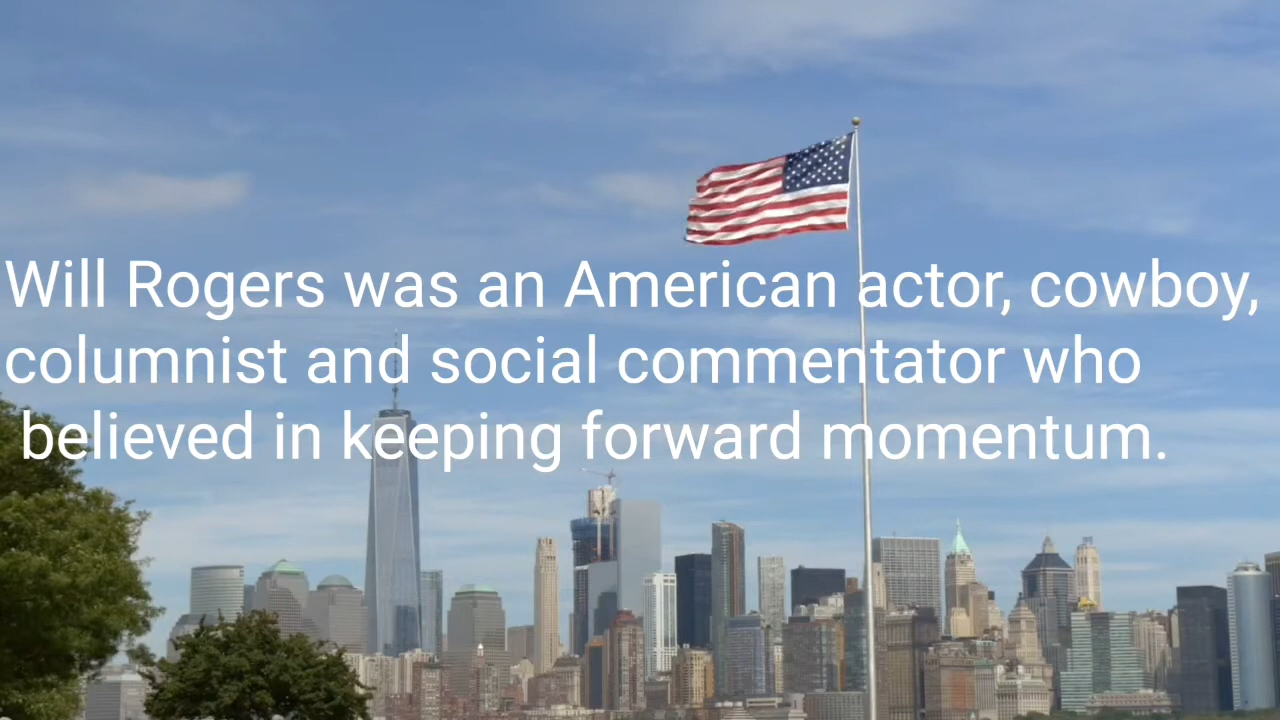 Will Rogers was an American actor, cowboy,
columnist and social commentator who
believed in keeping forward momentum.